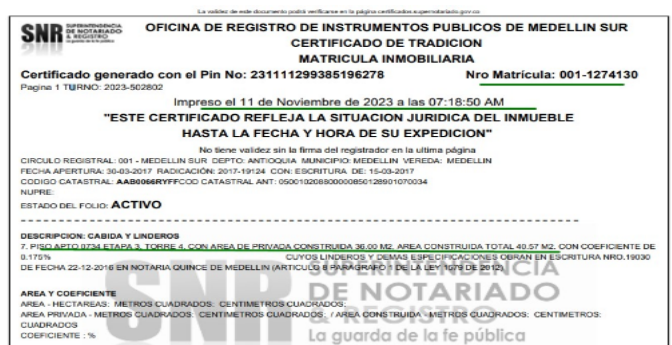 La validez de este documento podrá verificarse en la página certificados.supernotariado.gov.co
SNR SUPERINTENDENCIA DE NOTARIADO & REGISTRO
La guarda de la fe pública
OFICINA DE REGISTRO DE INSTRUMENTOS PUBLICOS DE MEDELLIN SUR
CERTIFICADO DE TRADICION
MATRICULA INMOBILIARIA
Certificado generado con el Pin No: 231111299385196278 Nro Matrícula: 001-1274130
Pagina 1 TURNO: 2023-502802
Impreso el 11 de Noviembre de 2023 a las 07:18:50 AM
"ESTE CERTIFICADO REFLEJA LA SITUACION JURIDICA DEL INMUEBLE
HASTA LA FECHA Y HORA DE SU EXPEDICION"
No tiene validez sin la firma del registrador en la ultima página
CIRCULO REGISTRAL: 001 - MEDELLIN SUR DEPTO: ANTIOQUIA MUNICIPIO: MEDELLIN VEREDA: MEDELLIN
FECHA APERTURA: 30-03-2017 RADICACIÓN: 2017-19124 CON: ESCRITURA DE: 15-03-2017
CODIGO CATASTRAL: AAB0066RYFFCOD CATASTRAL ANT:
NUPRE:
ESTADO DEL FOLIO: ACTIVO
DESCRIPCION: CABIDA Y LINDEROS
7. PISO APTO.0734 ETAPA 3, TORRE 4, CON AREA DE PRIVADA CONSTRUIDA 36.00 M2, AREA CONSTRUIDA TOTAL 40.57 M2, CON COEFICIENTE DE
0.175% CUYOS LINDEROS Y DEMAS ESPECIFICACIONES OBRAN EN ESCRITURA NRO.19030
DE FECHA 22-12-2016 EN NOTARIA QUINCE DE MEDELLIN (ARTICULO 8 PARAGRAFO 1 DE LA LEY 1579 DE 2012)
AREA Y COEFICIENTE
AREA - HECTAREAS: METROS CUADRADOS: CENTIMETROS CUADRADOS:
AREA PRIVADA - METROS CUADRADOS: CENTIMETROS CUADRADOS: / AREA CONSTRUIDA - METROS CUADRADOS: CENTIMETROS:
CUADRADOS
COEFICIENTE : %
SNR SUPERINTENDENCIA
DE NOTARIADO
& REGISTRO
La guarda de la fe pública